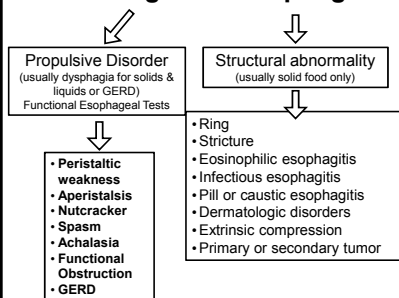 Propulsive Disorder
(usually dysphagia for solids &
liquids or GERD)
Functional Esophageal Tests
• Peristaltic
weakness
• Aperistalsis
• Nutcracker
• Spasm
• Achalasia
• Functional
Obstruction
• GERD
Structural abnormality
(usually solid food only)
• Ring
• Stricture
• Eosinophilic esophagitis
• Infectious esophagitis
• Pill or caustic esophagitis
• Dermatologic disorders
• Extrinsic compression
• Primary or secondary tumor